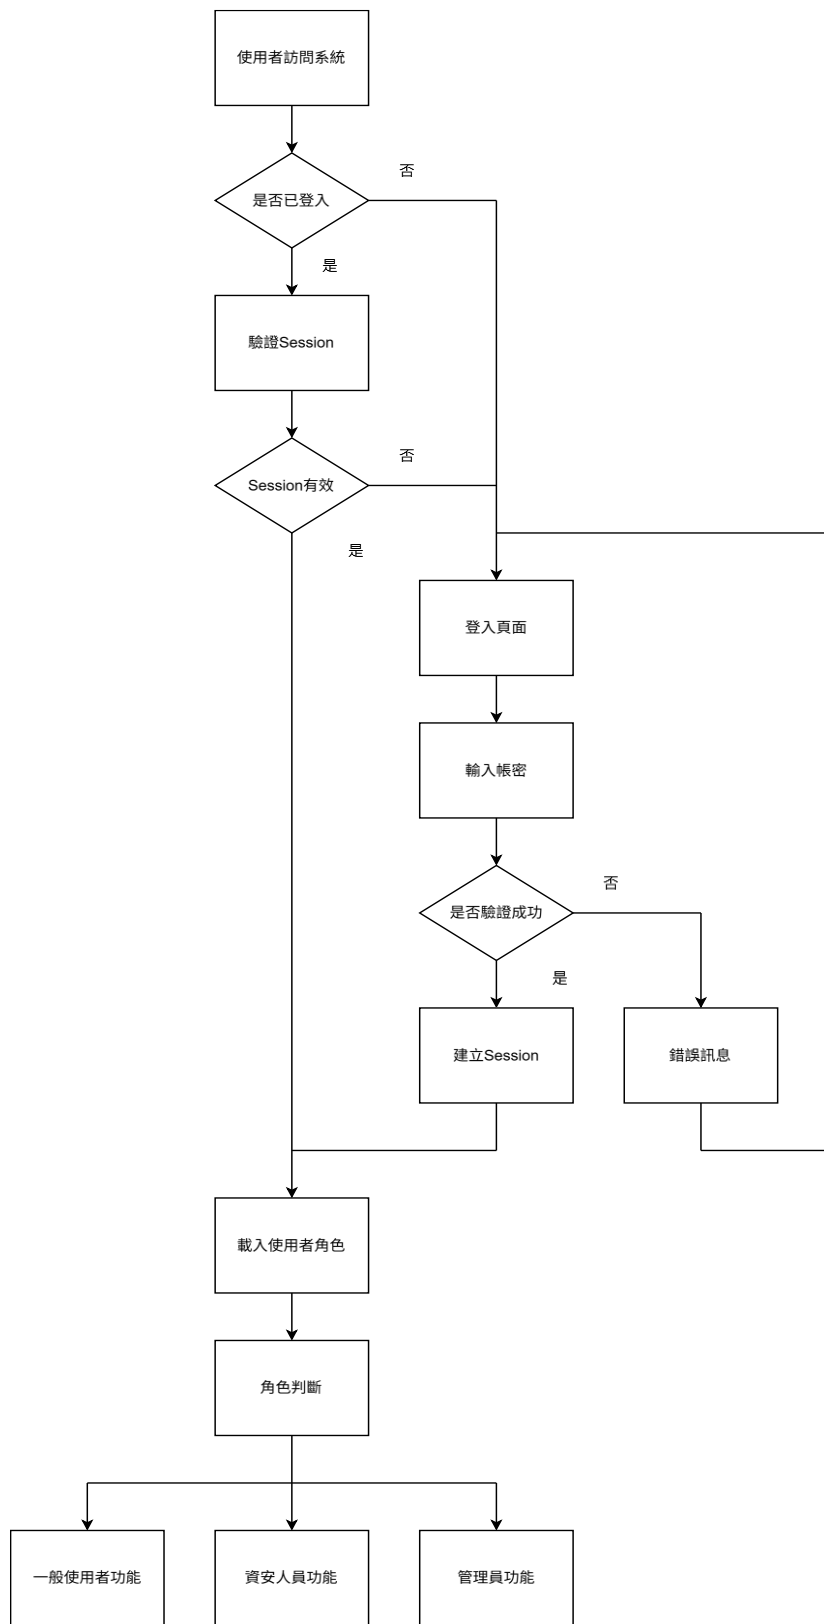 使用者訪問系統
否
是否已登入
是
驗證Session
否
Session有效
是
登入頁面
輸入帳密
否
是否驗證成功
是
建立Session
錯誤訊息
載入使用者角色
角色判斷
一般使用者功能
資安人員功能
管理員功能